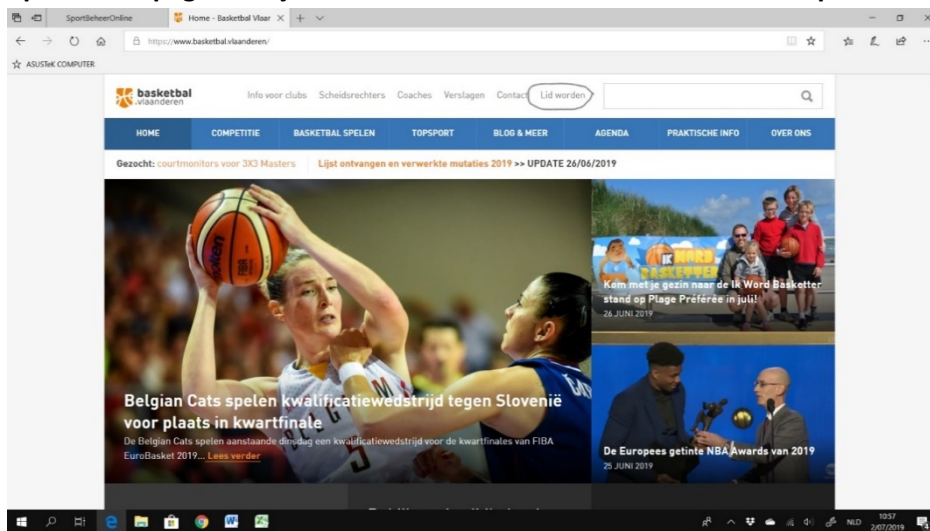 SportBeheerOnline
Home - Basketbal Vlaar
https://www.basketbal.vlaanderen/
ASUSTeK COMPUTER
basketbal
.vlaanderen
Info voor clubs Scheidsrechters Coaches Verslagen Contact Lid worden
HOME COMPETITIE BASKETBAL SPELEN TOPSPORT BLOG & MEER AGENDA PRAKTISCHE INFO OVER ONS
Gezocht: courtmonitors voor 3X3 Masters Lijst ontvangen en verwerkte mutaties 2019 >> UPDATE 26/06/2019
molten
FIBA
IK WORD
BASKETTER
Kom met je gezin naar de Ik Word Basketter
stand op Plage Préférée in juli!
26 JUNI 2019
Belgian Cats spelen kwalificatiewedstrijd tegen Slovenië
voor plaats in kwartfinale
De Belgian Cats spelen aanstaande dinsdag een kwalificatiewedstrijd voor de kwartfinales van FIBA
EuroBasket 2019... Lees verder
De Europees getinte NBA Awards van 2019
25 JUNI 2019
NLD
10:57
2/07/2019